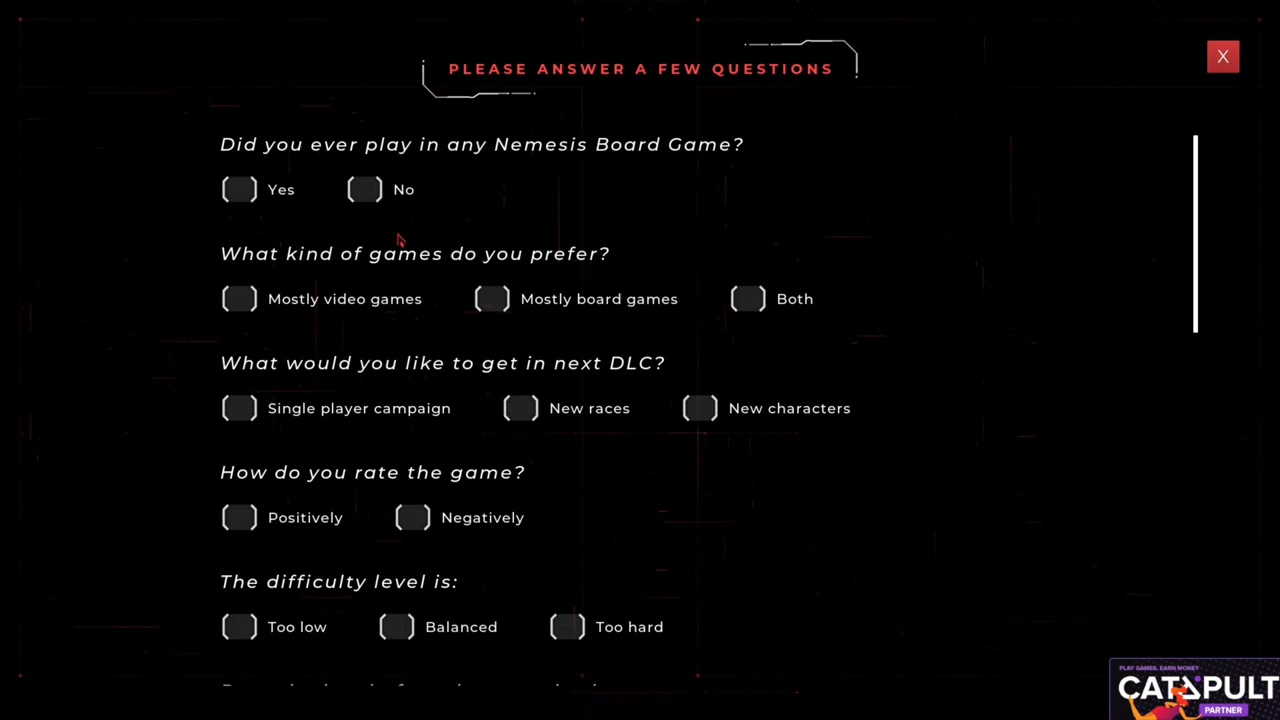 PLEASE ANSWER A FEW QUESTIONS
X
Did you ever play in any Nemesis Board Game?
Yes No
What kind of games do you prefer?
Mostly video games Mostly board games Both
What would you like to get in next DLC?
Single player campaign New races New characters
How do you rate the game?
Positively Negatively
The difficulty level is:
Too low Balanced Too hard
PLAY GAMES, EARN MONEY
CATAPULT
PARTNER